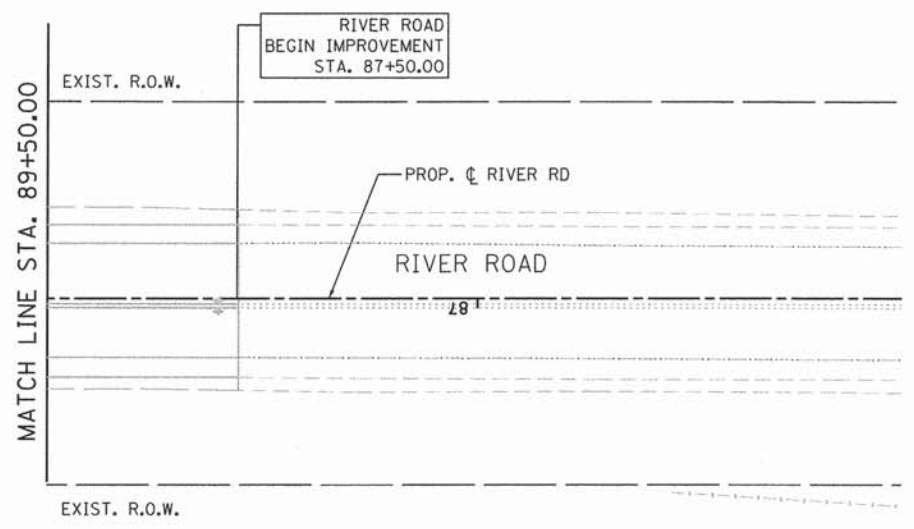 RIVER ROAD
BEGIN IMPROVEMENT
STA. 87+50.00
EXIST. R.O.W.
MATCH LINE STA. 89+50.00
PROP. ℄ RIVER RD
RIVER ROAD
87
EXIST. R.O.W.